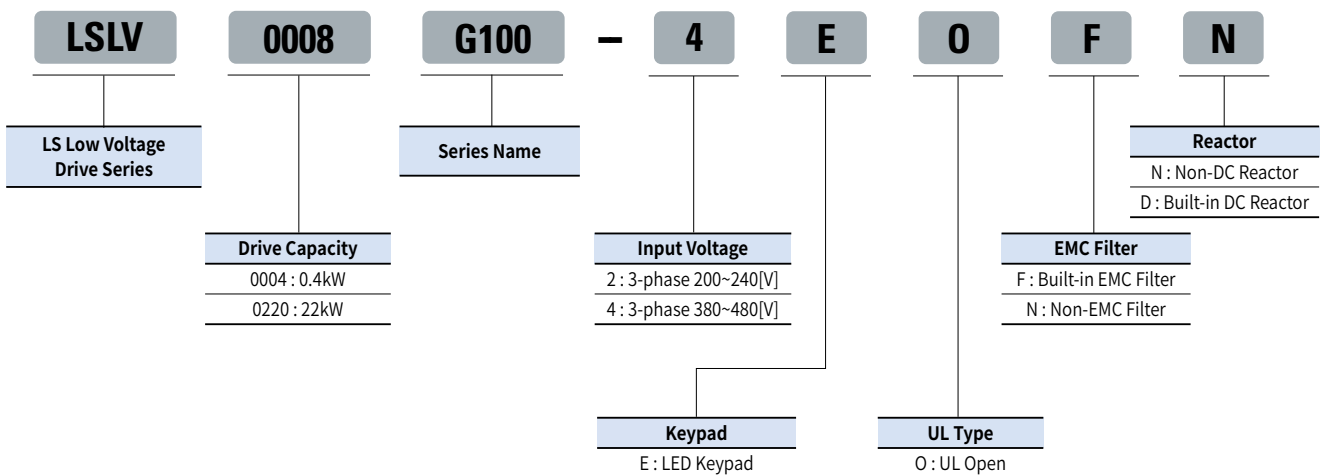 LSLV 0008 G100 – 4 E O F N
LS Low Voltage
Drive Series
Series Name
Reactor
N : Non-DC Reactor
D : Built-in DC Reactor
Drive Capacity
0004 : 0.4kW
0220 : 22kW
Input Voltage
2 : 3-phase 200~240[V]
4 : 3-phase 380~480[V]
EMC Filter
F : Built-in EMC Filter
N : Non-EMC Filter
Keypad
E : LED Keypad
UL Type
O : UL Open